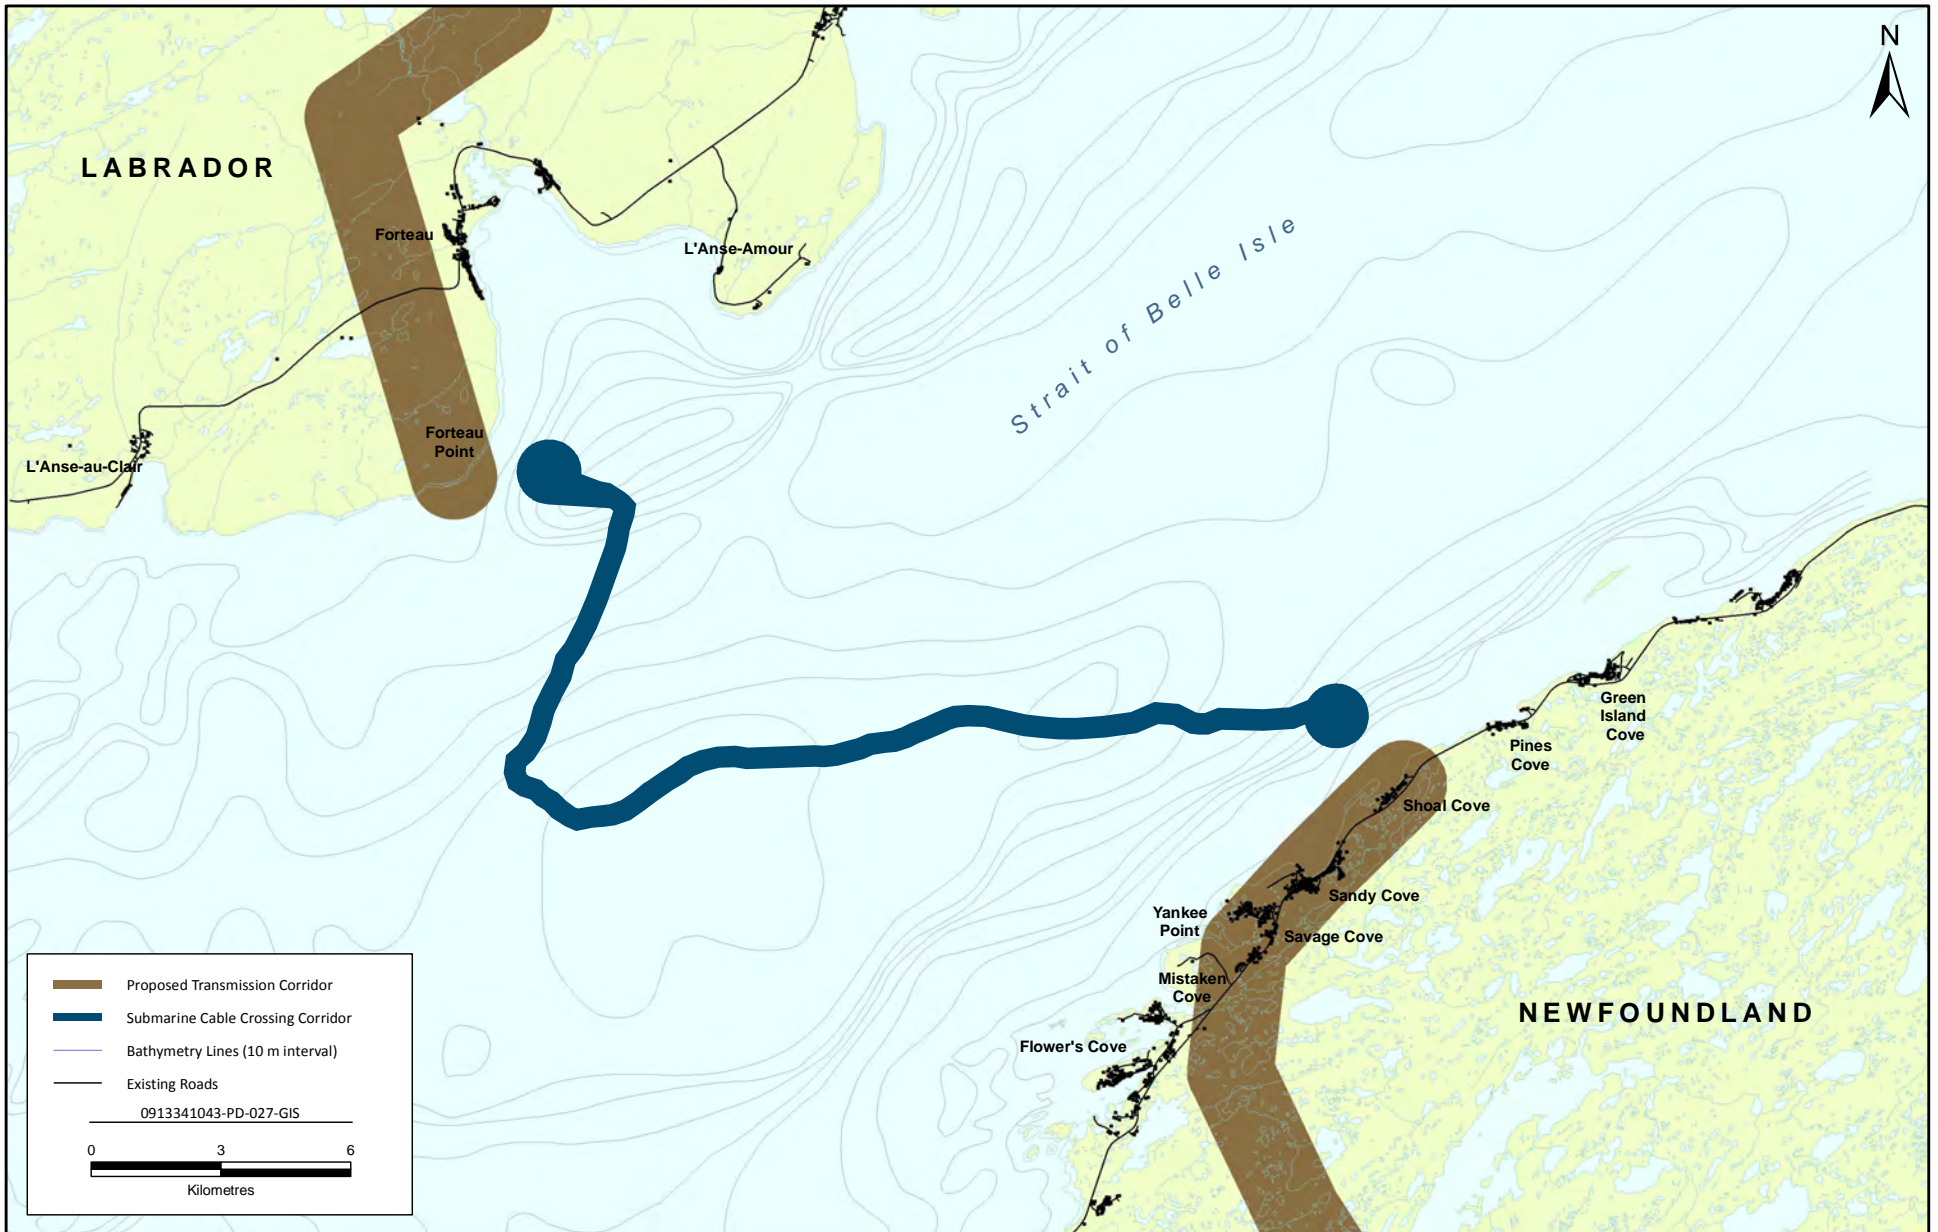 N
LABRADOR
Forteau
L'Anse-Amour
Strait of Belle Isle
Forteau
Point
L'Anse-au-Clair
Green
Island
Cove
Pines
Cove
Shoal Cove
Sandy Cove
Yankee
Point
Savage Cove
Mistaken
Cove
NEWFOUNDLAND
Flower's Cove
Proposed Transmission Corridor
Submarine Cable Crossing Corridor
Bathymetry Lines (10 m interval)
Existing Roads
0913341043-PD-027-GIS
0 3 6
Kilometres